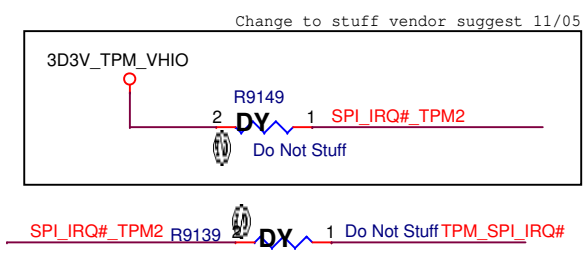 Change to stuff vendor suggest 11/05
3D3V_TPM_VHIO
R9149
2 DY 1 SPI_IRQ#_TPM2
Do Not Stuff
SPI_IRQ#_TPM2 R9139 2 DY 1 Do Not Stuff TPM_SPI_IRQ#